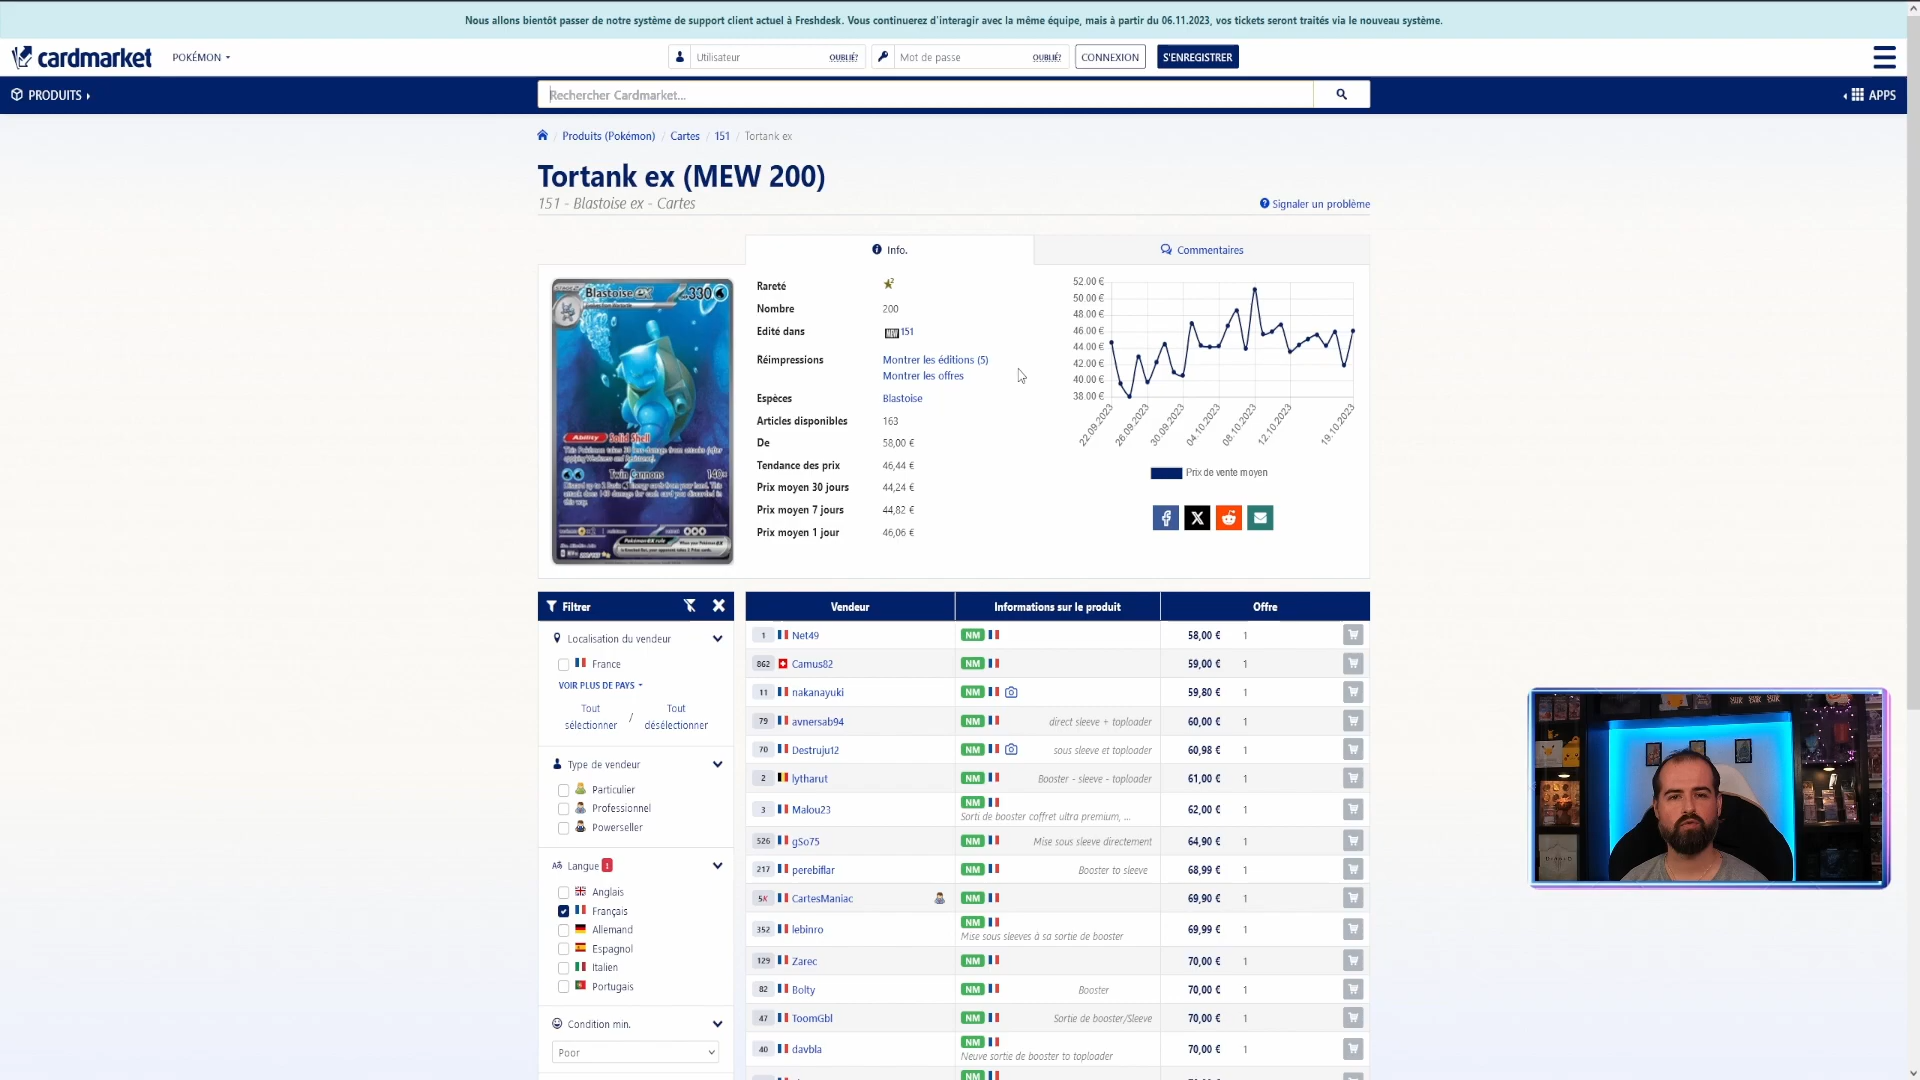 Nous allons bientôt passer de notre système de support client actuel à Freshdesk. Vous continuerez d'interagir avec la même équipe, mais à partir du 06.11.2023, vos tickets seront traités via le nouveau système.
cardmarket
POKÉMON
Utilisateur
OUBLIÉ?
Mot de passe
OUBLIÉ?
CONNEXION
S'ENREGISTRER
PRODUITS
Rechercher Cardmarket...
APPS
Produits (Pokémon) / Cartes / 151 / Tortank ex
Tortank ex (MEW 200)
151 - Blastoise ex - Cartes
Signaler un problème
Info.
Commentaires
Blastoise ex 330
Ability Solid Shell
Twin Cannons 140×
Rareté
Nombre 200
Edité dans MEW 151
Réimpressions Montrer les éditions (5)
Montrer les offres
Espèces Blastoise
Articles disponibles 163
De 58,00 €
Tendance des prix 46,44 €
Prix moyen 30 jours 44,24 €
Prix moyen 7 jours 44,82 €
Prix moyen 1 jour 46,06 €
52.00 €
50.00 €
48.00 €
46.00 €
44.00 €
42.00 €
40.00 €
38.00 €
22.09.2023
26.09.2023
30.09.2023
04.10.2023
08.10.2023
12.10.2023
19.10.2023
Prix de vente moyen
Filtrer
Localisation du vendeur
France
VOIR PLUS DE PAYS
Tout sélectionner / Tout désélectionner
Type de vendeur
Particulier
Professionnel
Powerseller
Langue 1
Anglais
Français
Allemand
Espagnol
Italien
Portugais
Condition min.
Poor
Vendeur Informations sur le produit Offre
1 Net49 NM 58,00 € 1
862 Camus82 NM 59,00 € 1
11 nakanayuki NM 59,80 € 1
79 avnersab94 NM direct sleeve + toploader 60,00 € 1
70 Destruju12 NM sous sleeve et toploader 60,98 € 1
2 lytharut NM Booster - sleeve - toploader 61,00 € 1
3 Malou23 NM Sorti de booster coffret ultra premium, ... 62,00 € 1
526 gSo75 NM Mise sous sleeve directement 64,90 € 1
217 perebiflar NM Booster to sleeve 68,99 € 1
5K CartesManiac NM 69,90 € 1
352 lebinro NM Mise sous sleeves à sa sortie de booster 69,99 € 1
129 Zarec NM 70,00 € 1
82 Bolty NM Booster 70,00 € 1
47 ToomGbl NM Sortie de booster/Sleeve 70,00 € 1
40 davbla NM Neuve sortie de booster to toploader 70,00 € 1
NM